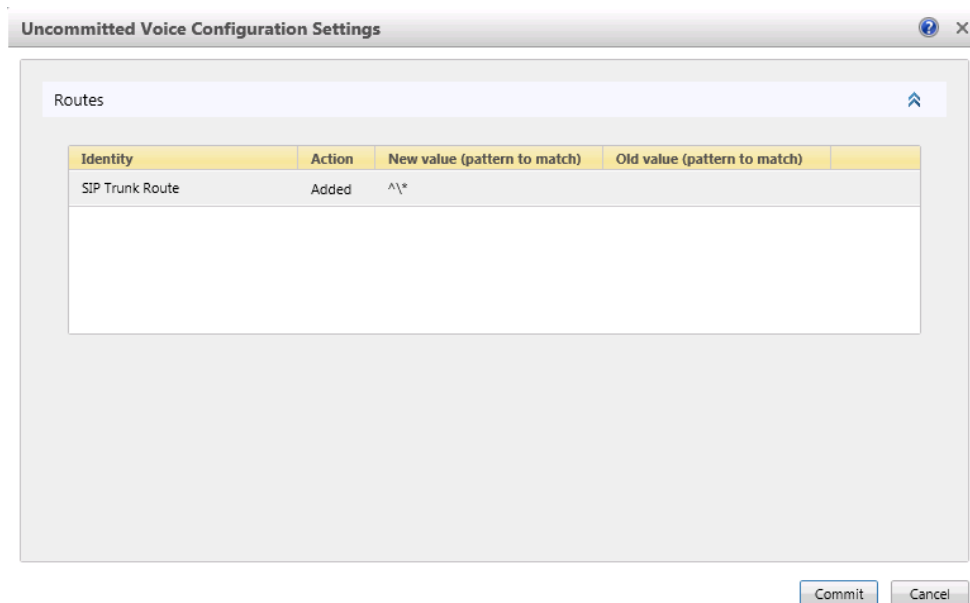 Uncommitted Voice Configuration Settings
Routes
Identity Action New value (pattern to match) Old value (pattern to match)
SIP Trunk Route Added ^\*
Commit Cancel